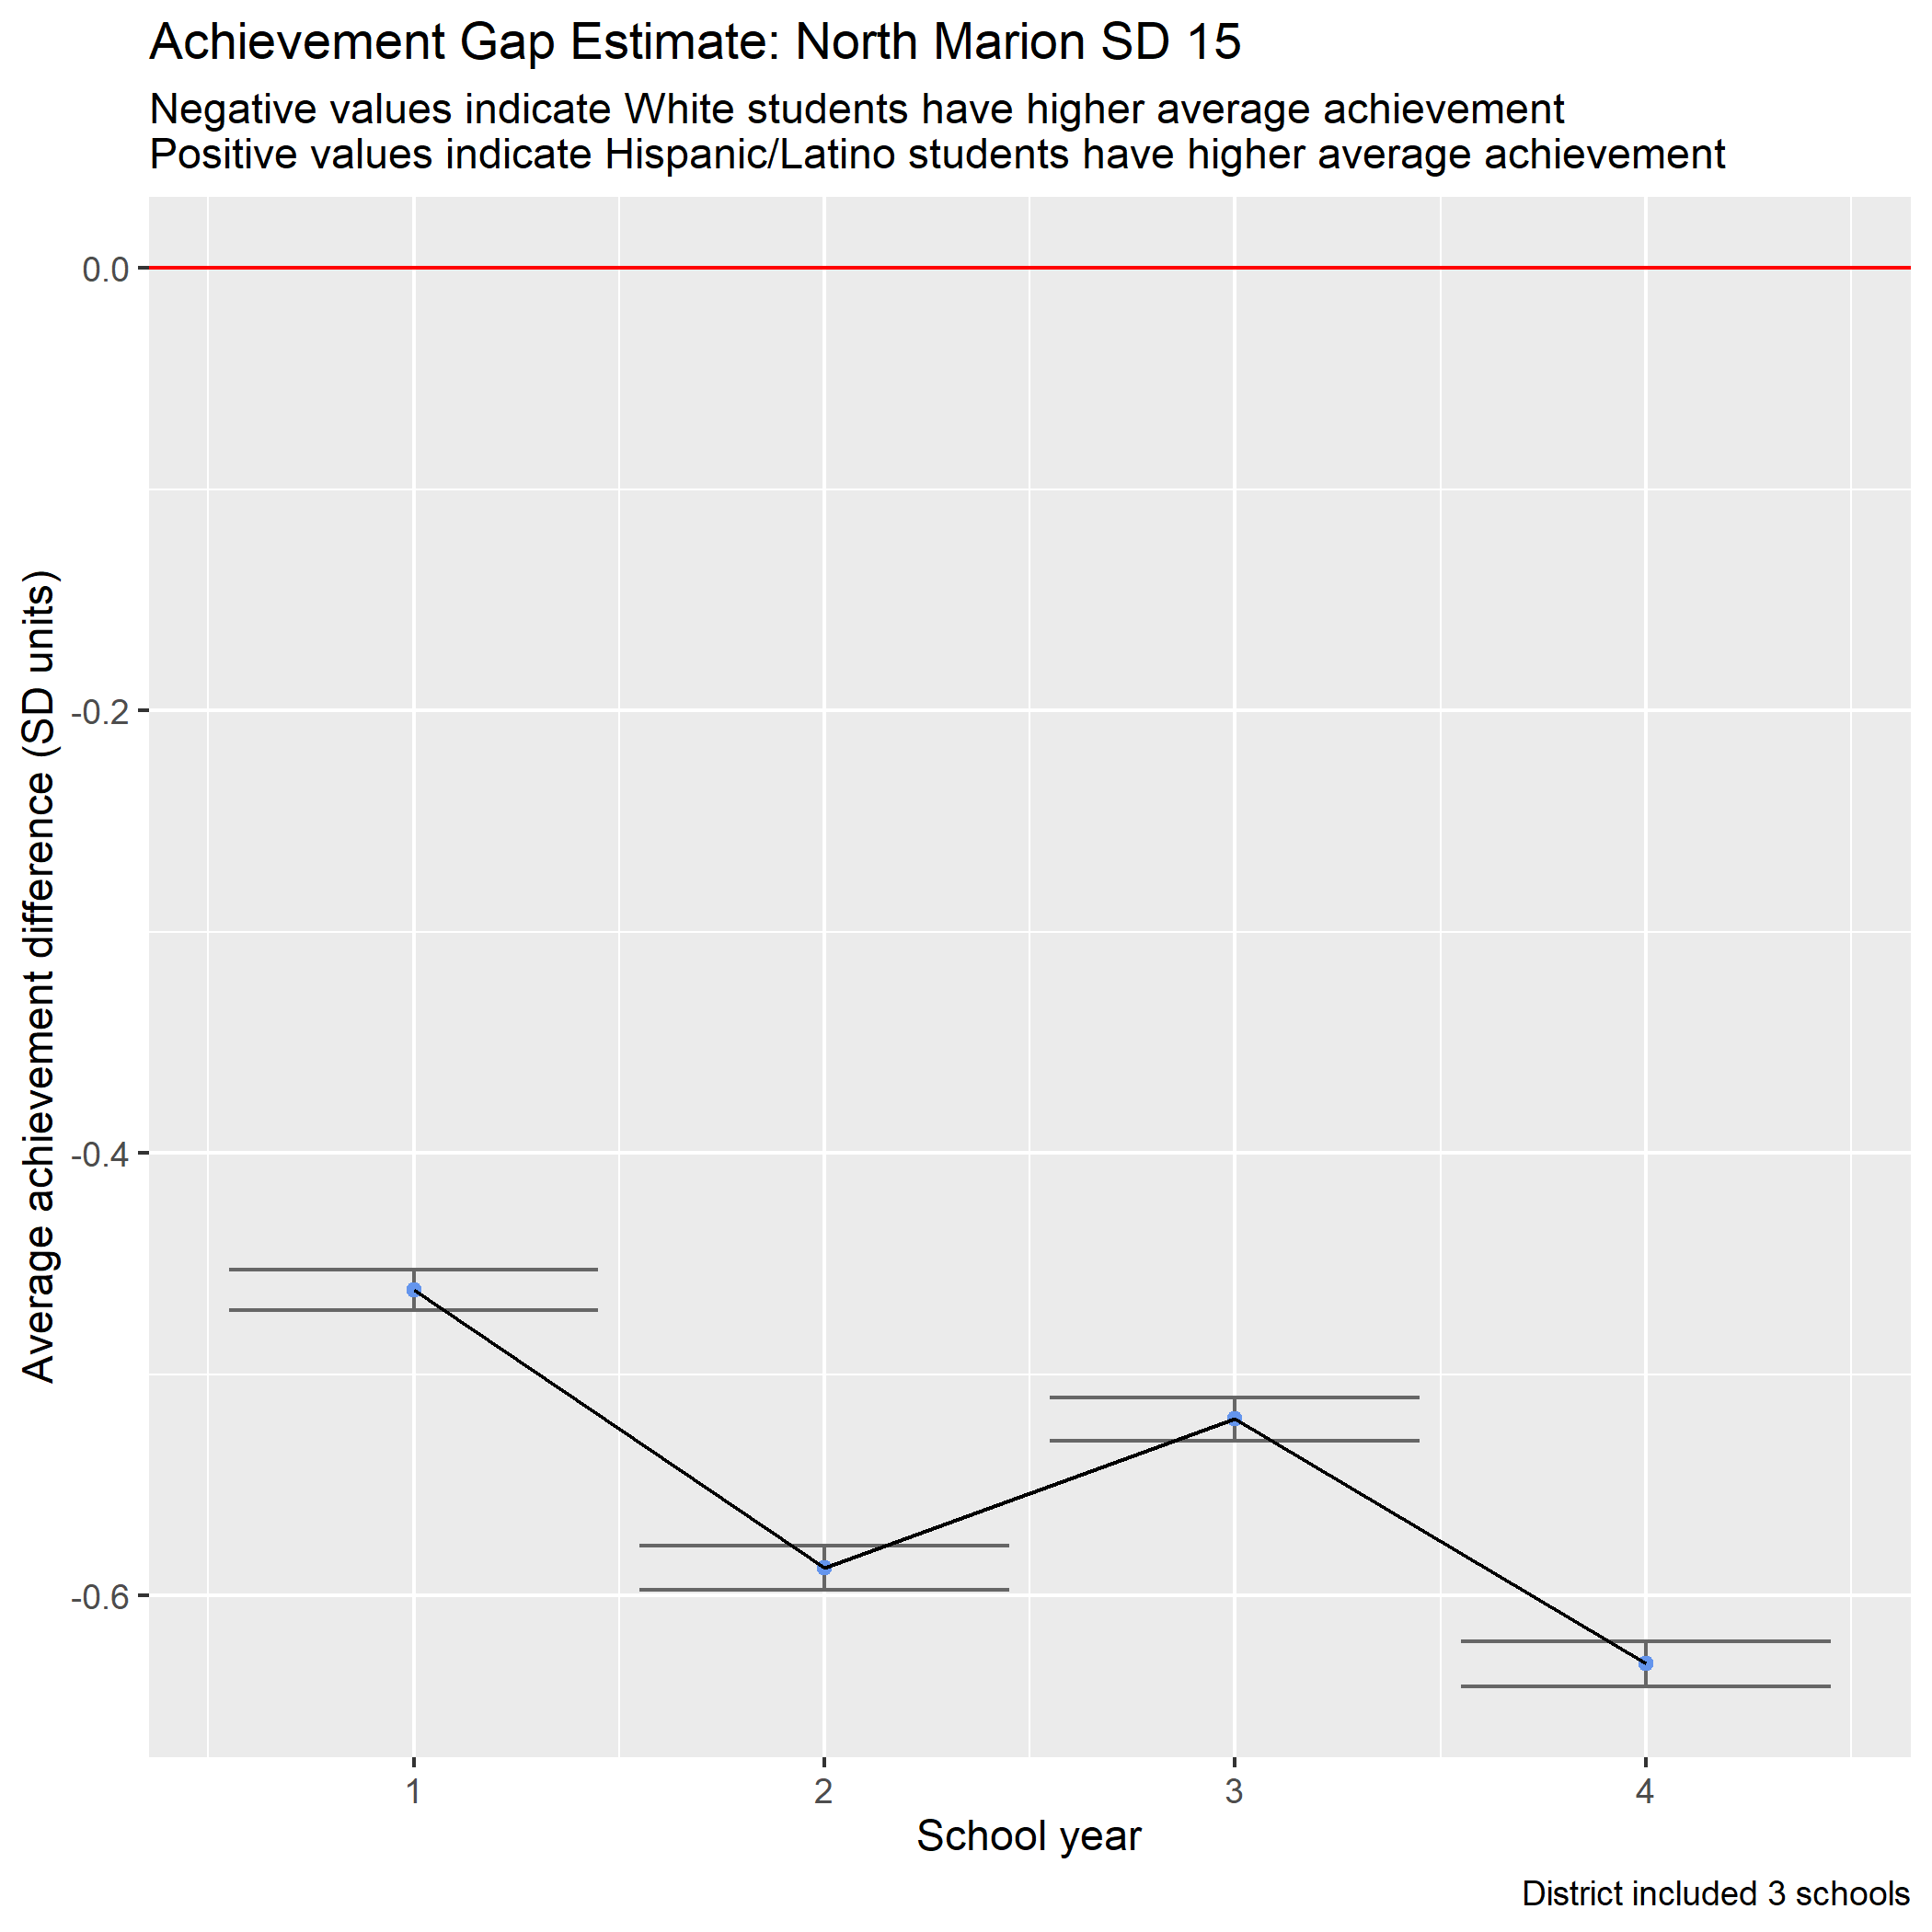 Achievement Gap Estimate: North Marion SD 15
Negative values indicate White students have higher average achievement
Positive values indicate Hispanic/Latino students have higher average achievement
Average achievement difference (SD units)
0.0
-0.2
-0.4
-0.6
1
2
3
4
School year
District included 3 schools